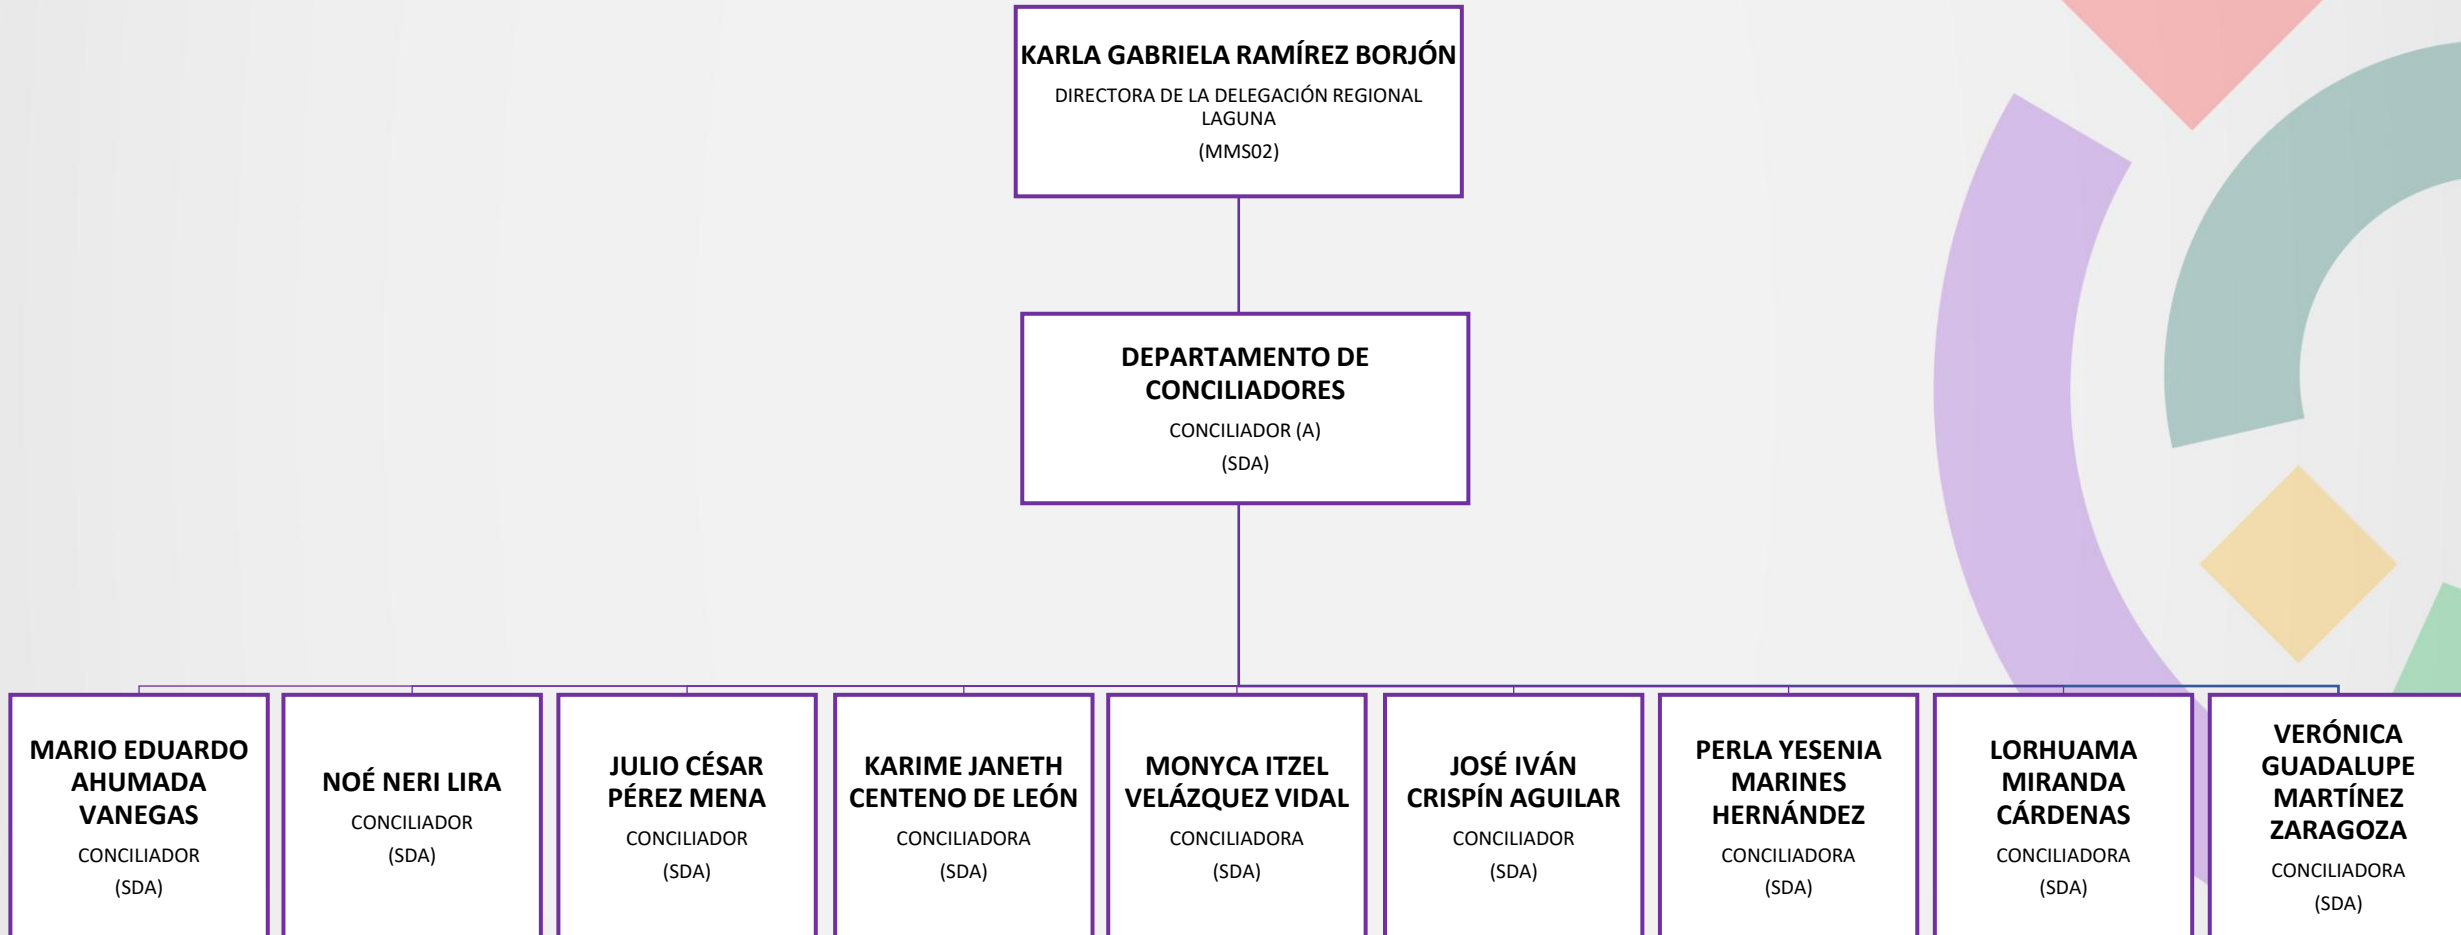 KARLA GABRIELA RAMÍREZ BORJÓN
DIRECTORA DE LA DELEGACIÓN REGIONAL
LAGUNA
(MMS02)
DEPARTAMENTO DE
CONCILIADORES
CONCILIADOR (A)
(SDA)
MARIO EDUARDO
AHUMADA
VANEGAS
CONCILIADOR
(SDA)
NOÉ NERI LIRA
CONCILIADOR
(SDA)
JULIO CÉSAR
PÉREZ MENA
CONCILIADOR
(SDA)
KARIME JANETH
CENTENO DE LEÓN
CONCILIADORA
(SDA)
MONYCA ITZEL
VELÁZQUEZ VIDAL
CONCILIADORA
(SDA)
JOSÉ IVÁN
CRISPÍN AGUILAR
CONCILIADOR
(SDA)
PERLA YESENIA
MARINES
HERNÁNDEZ
CONCILIADORA
(SDA)
LORHUAMA
MIRANDA
CÁRDENAS
CONCILIADORA
(SDA)
VERÓNICA
GUADALUPE
MARTÍNEZ
ZARAGOZA
CONCILIADORA
(SDA)